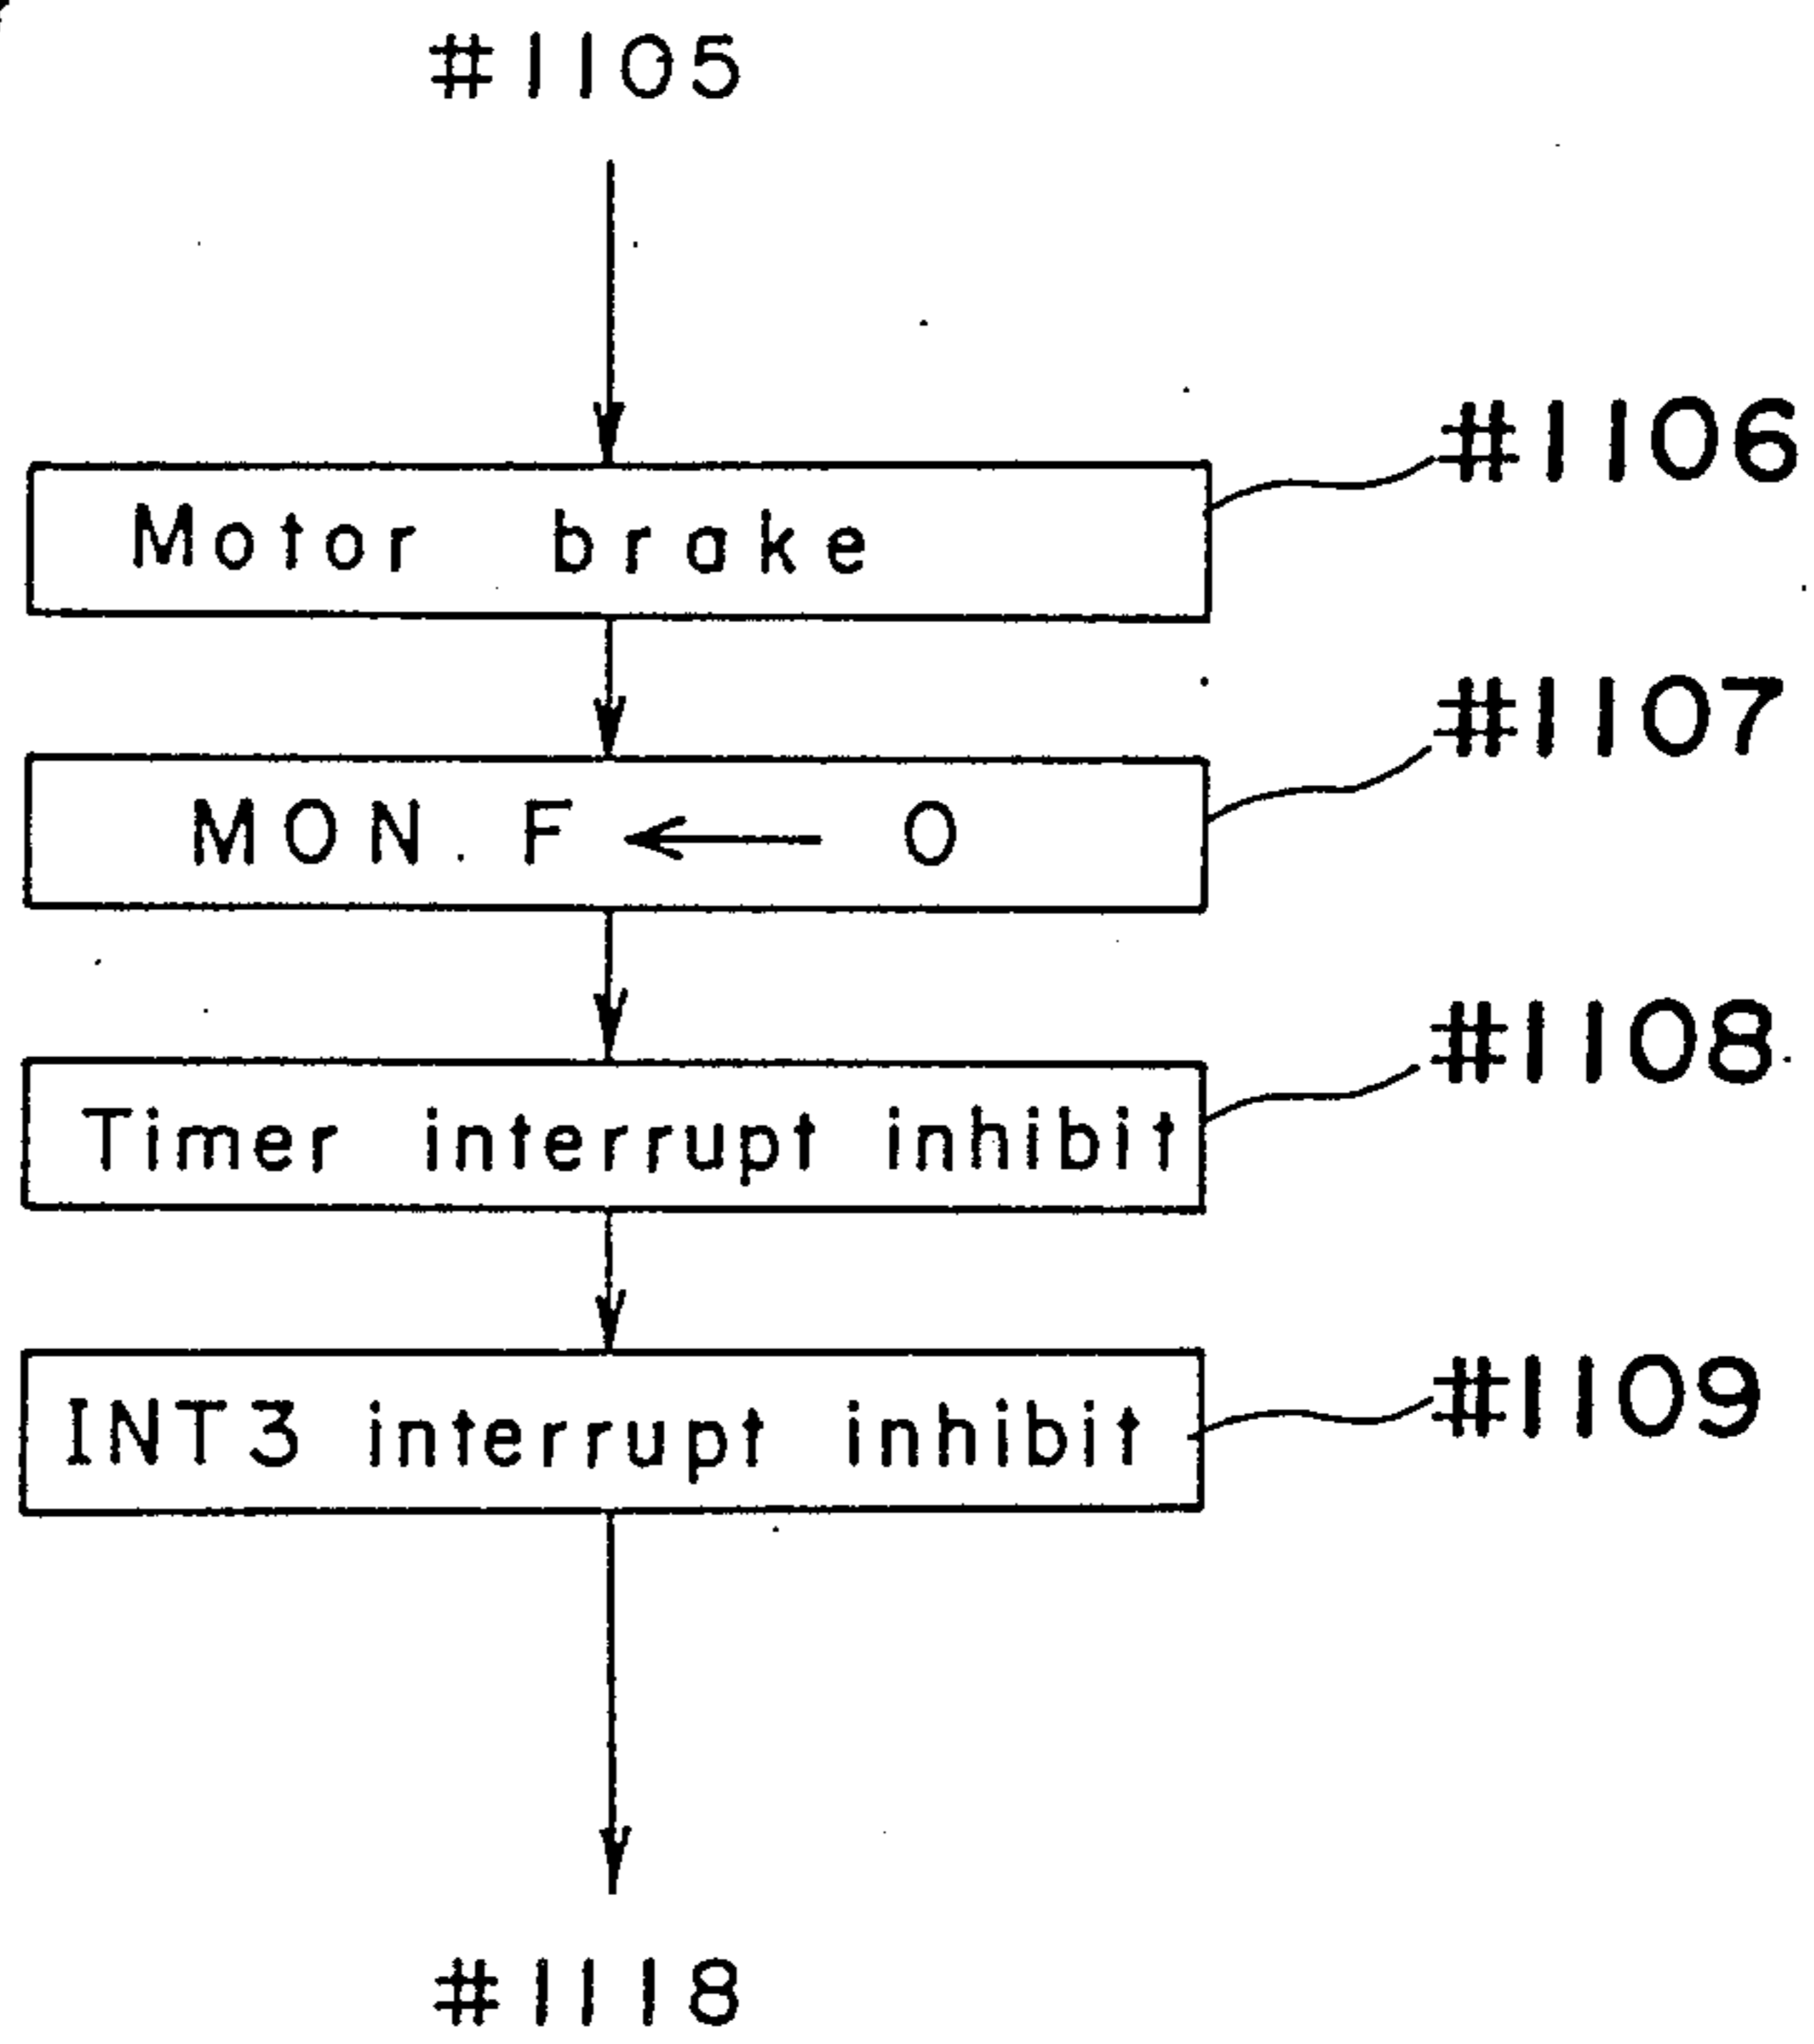 #1105
#1106
Motor brake
#1107
MON. F ← 0
#1108
Timer interrupt inhibit
#1109
INT3 interrupt inhibit
#1118